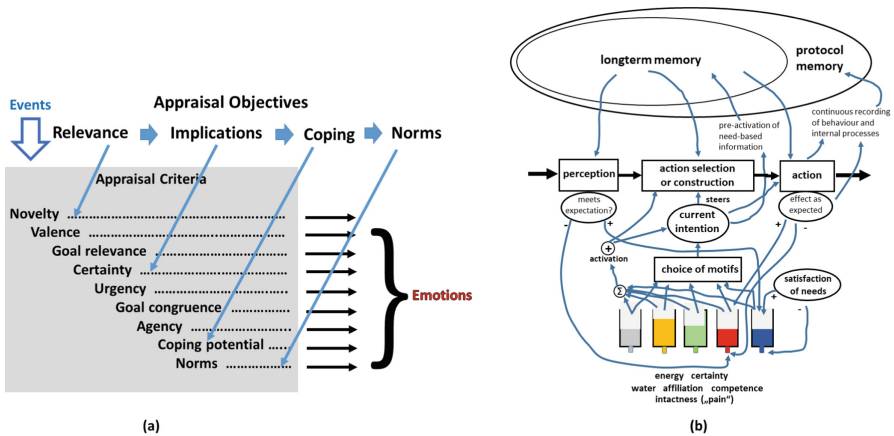 Appraisal Objectives
Events
Relevance Implications Coping Norms
Appraisal Criteria
Novelty
Valence
Goal relevance
Certainty
Urgency
Goal congruence
Agency
Coping potential
Norms
Emotions
(a)
longterm memory
protocol
memory
pre-activation of
need-based
information
continuous recording
of behaviour and
internal processes
perception
action selection
or construction
action
meets
expectation?
- +
steers
current
intention
effect as
expected
+ -
+
activation
choice of motifs
Σ
satisfaction
of needs
+
-
energy certainty
water affiliation competence
intactness („pain")
(b)